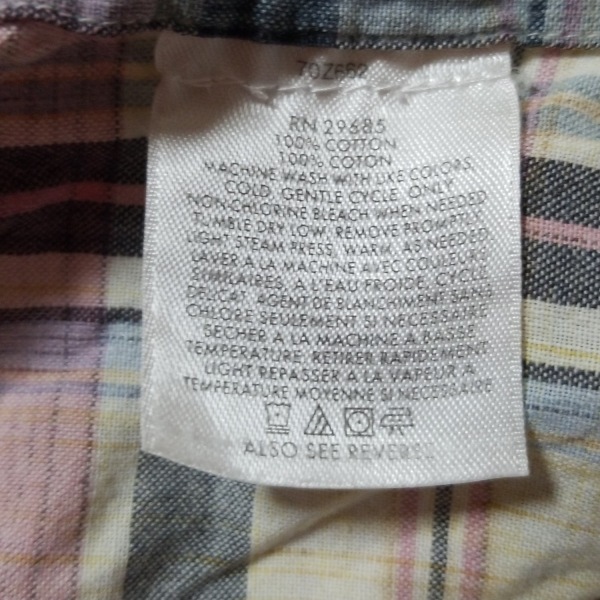 RN 29685
100% COTTON
100% COTON
MACHINE WASH WITH LIKE COLORS,
COLD, GENTLE CYCLE, ONLY
NON-CHLORINE BLEACH WHEN NEEDED
TUMBLE DRY LOW, REMOVE PROMPTLY,
LIGHT STEAM PRESS, WARM, AS NEEDED
LAVER A LA MACHINE AVEC COULEURS
SIMILAIRES, A L'EAU FROIDE, CYCLE
DELICAT. AGENT DE BLANCHIMENT SANS
CHLORE SEULEMENT SI NECESSAIRE
SECHER A LA MACHINE A BASSE
TEMPERATURE, RETIRER RAPIDEMENT
LIGHT REPASSER A LA VAPEUR A
TEMPERATURE MOYENNE SI NECESSAIRE
ALSO SEE REVERSE